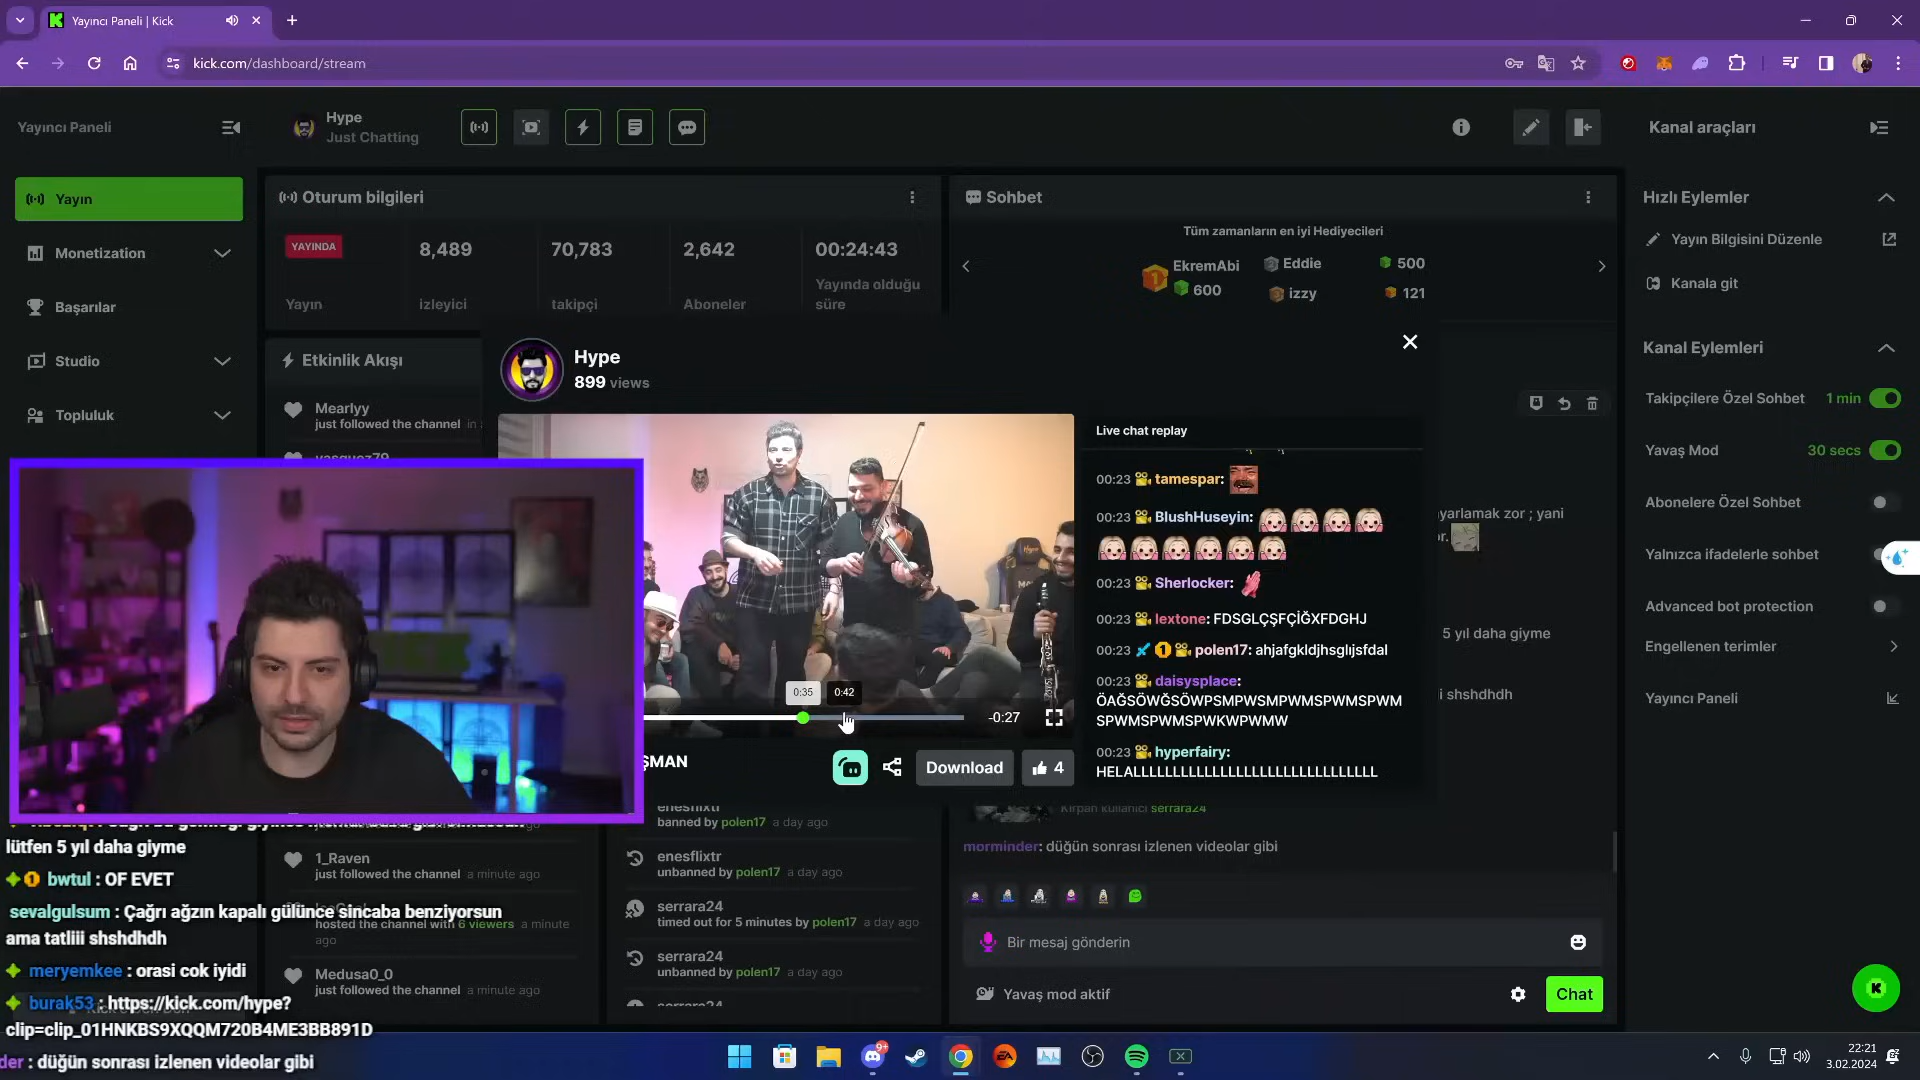 Yayıncı Paneli | Kick
kick.com/dashboard/stream
Yayıncı Paneli
Hype
Just Chatting
Kanal araçları
Yayın
Monetization
Başarılar
Studio
Topluluk
Oturum bilgileri
YAYINDA
Yayın
8,489
izleyici
70,783
takipçi
2,642
Aboneler
00:24:43
Yayında olduğu
süre
Sohbet
Tüm zamanların en iyi Hediyecileri
1
EkremAbi
600
Eddie
500
izzy
121
Hızlı Eylemler
Yayın Bilgisini Düzenle
Kanala git
Kanal Eylemleri
Takipçilere Özel Sohbet 1 min
Yavaş Mod 30 secs
Abonelere Özel Sohbet
Yalnızca ifadelerle sohbet
Advanced bot protection
Engellenen terimler
Yayıncı Paneli
Etkinlik Akışı
Mearlyy
just followed the channel in
Hype
899 views
0:35
0:42
-0:27
ŞMAN
Download
4
Live chat replay
00:23 tamespar:
00:23 BlushHuseyin:
00:23 Sherlocker:
00:23 lextone: FDSGLÇŞFÇİĞXFDGHJ
00:23 1 polen17: ahjafgkldjhsglıjsfdal
00:23 daisysplace:
ÖAĞSÖWĞSÖWPSMPWSMPWMSPWMSPWM
SPWMSPWMSPWKWPWMW
00:23 hyperfairy:
HELALLLLLLLLLLLLLLLLLLLLLLLLLLLLLLL
yarlamak zor ; yani
5 yıl daha giyme
i shshdhdh
Kırpan kullanıcı serrara24
morminder: düğün sonrası izlenen videolar gibi
Bir mesaj gönderin
Yavaş mod aktif
Chat
1_Raven
just followed the channel a minute ago
hosted the channel with 6 viewers a minute
ago
Medusa0_0
just followed the channel a minute ago
enesflixtr
banned by polen17 a day ago
enesflixtr
unbanned by polen17 a day ago
serrara24
timed out for 5 minutes by polen17 a day ago
serrara24
unbanned by polen17 a day ago
serrara24
lütfen 5 yıl daha giyme
1 bwtul : OF EVET
sevalgulsum : Çağrı ağzın kapalı gülünce sincaba benziyorsun
ama tatliii shshdhdh
meryemkee : orasi cok iyidi
burak53 : https://kick.com/hype?
clip=clip_01HNKBS9XQQM720B4ME3BB891D
der : düğün sonrası izlenen videolar gibi
9+
22:21
3.02.2024